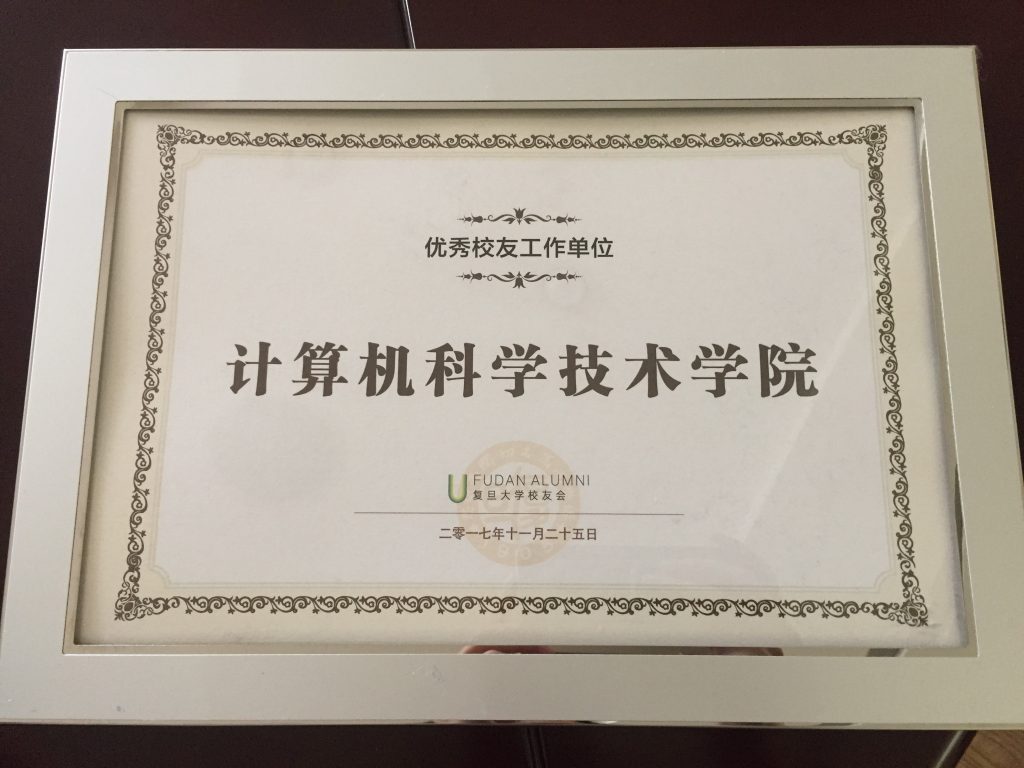 优秀校友工作单位
计算机科学技术学院
FUDAN ALUMNI
复旦大学校友会
二零一七年十一月二十五日